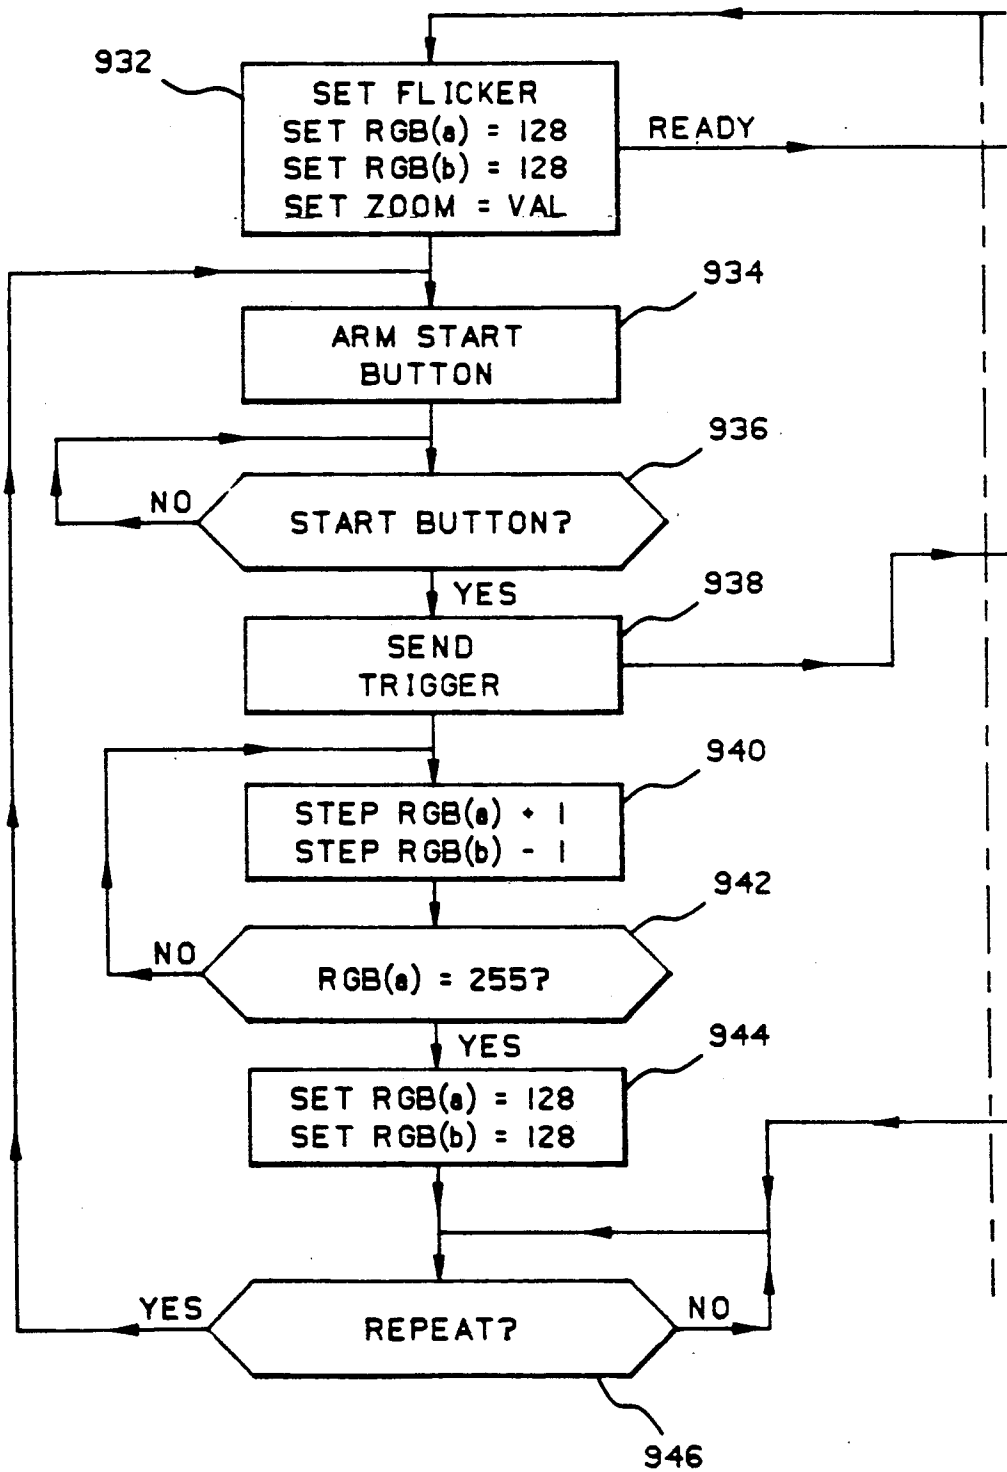 932
SET FLICKER
SET RGB(a) = 128
SET RGB(b) = 128
SET ZOOM = VAL
READY
934
ARM START
BUTTON
936
NO
START BUTTON?
YES
938
SEND
TRIGGER
940
STEP RGB(a) + 1
STEP RGB(b) - 1
942
NO
RGB(a) = 255?
YES
944
SET RGB(a) = 128
SET RGB(b) = 128
YES
REPEAT?
NO
946